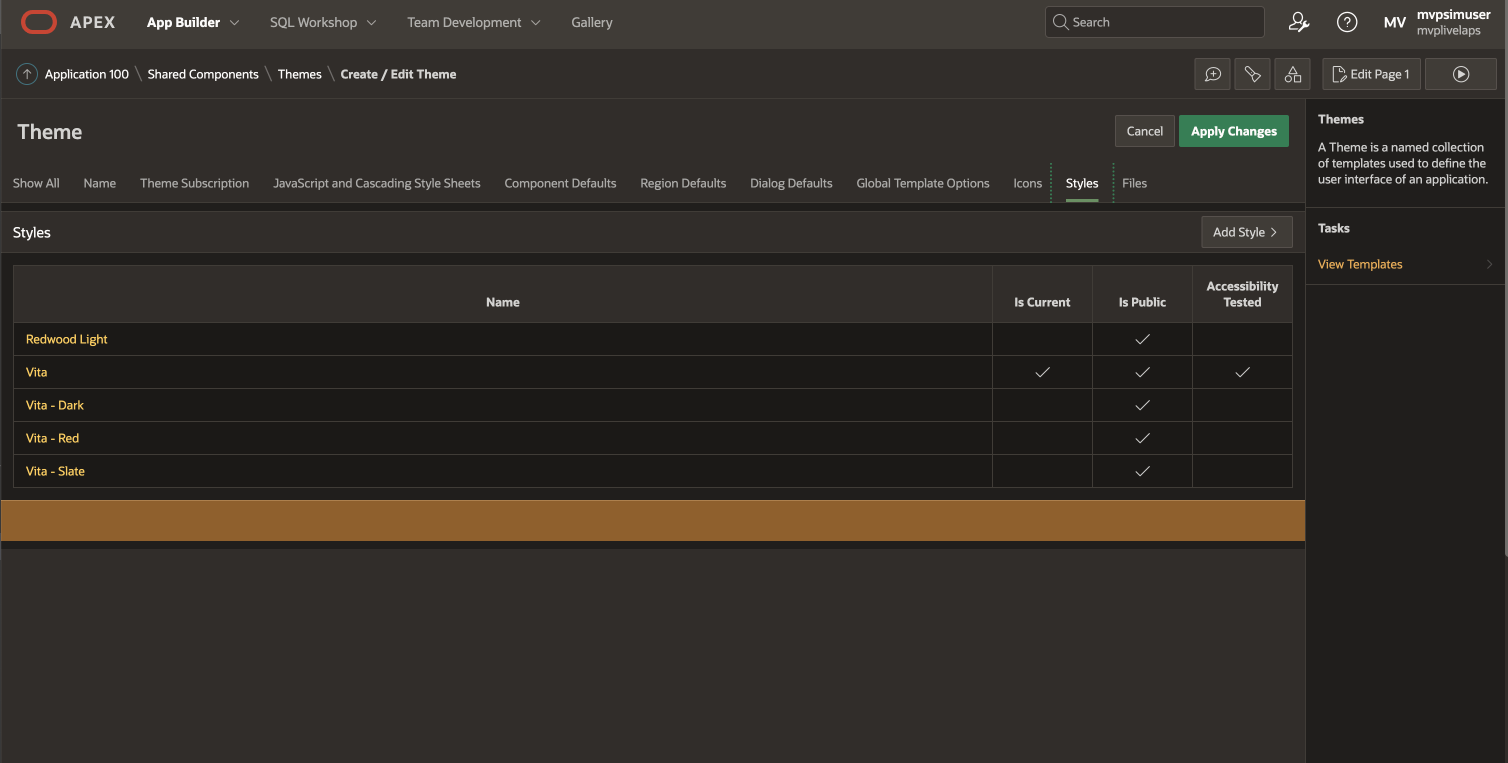 APEX App Builder SQL Workshop Team Development Gallery Search MV mvpsimuser
mvplivelaps
Application 100 \ Shared Components \ Themes \ Create / Edit Theme Edit Page 1
Theme Cancel Apply Changes
Show All Name Theme Subscription JavaScript and Cascading Style Sheets Component Defaults Region Defaults Dialog Defaults Global Template Options Icons Styles Files
Styles Add Style
Name Is Current Is Public Accessibility Tested
Redwood Light
Vita
Vita - Dark
Vita - Red
Vita - Slate
Themes
A Theme is a named collection
of templates used to define the
user interface of an application.
Tasks
View Templates